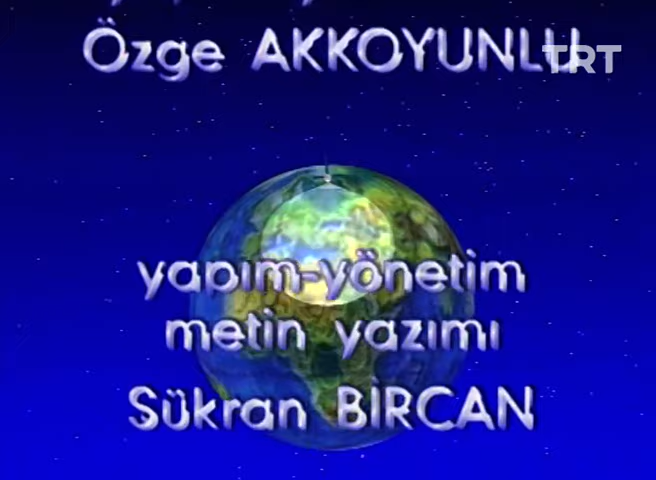 Özge AKKOYUNLU
TRT
yapım-yönetim
metin yazımı
Sükran BİRCAN